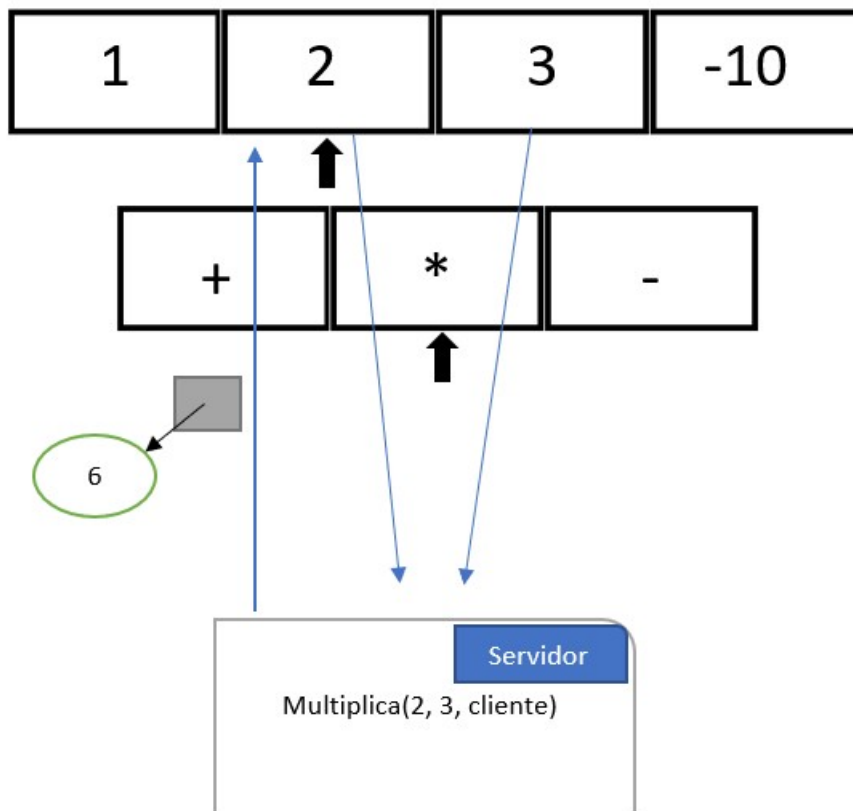 1 2 3 -10
+ * -
6
Servidor
Multiplica(2, 3, cliente)